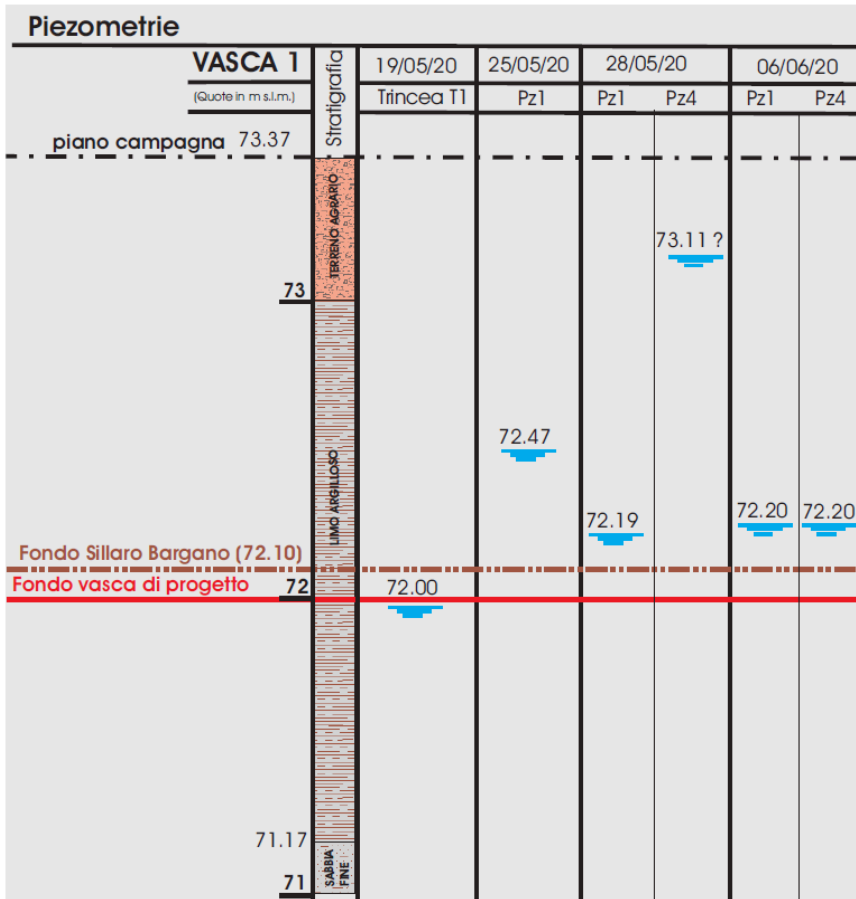 Piezometrie
VASCA 1
(Quote in m s.l.m.)
Stratigrafia
19/05/20 25/05/20 28/05/20 06/06/20
Trincea T1 Pz1 Pz1 Pz4 Pz1 Pz4
piano campagna 73.37
TERRENO AGRARIO
73.11 ?
73
72.47
LIMO ARGILLOSO
72.19 72.20 72.20
Fondo Sillaro Bargano (72.10)
Fondo vasca di progetto 72 72.00
71.17
SABBIA
FINE
71